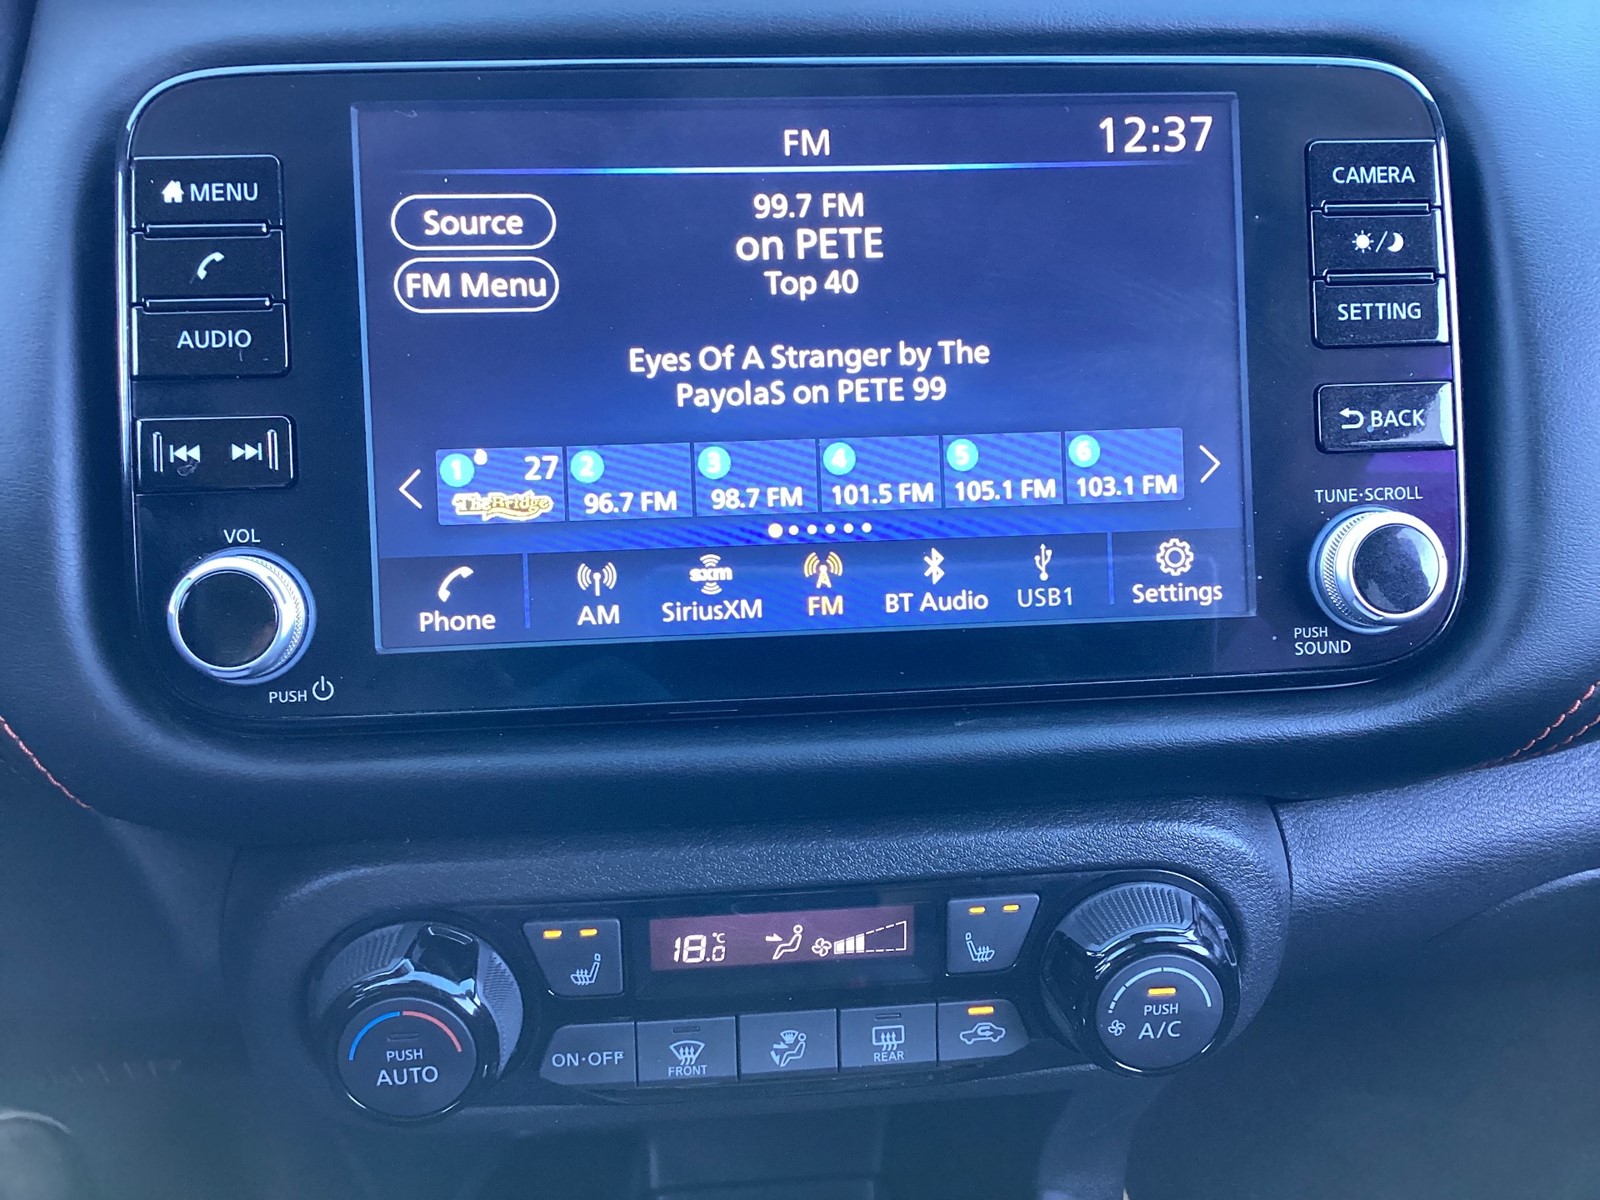 FM
12:37
MENU
AUDIO
VOL
PUSH
Source
FM Menu
99.7 FM
on PETE
Top 40
Eyes Of A Stranger by The
PayolaS on PETE 99
1 27
TheBridge
2 96.7 FM
3 98.7 FM
4 101.5 FM
5 105.1 FM
6 103.1 FM
Phone
AM
sxm
SiriusXM
FM
BT Audio
USB1
Settings
CAMERA
SETTING
BACK
TUNE·SCROLL
PUSH
SOUND
18.0 °C
PUSH
AUTO
ON·OFF
FRONT
REAR
PUSH
A/C